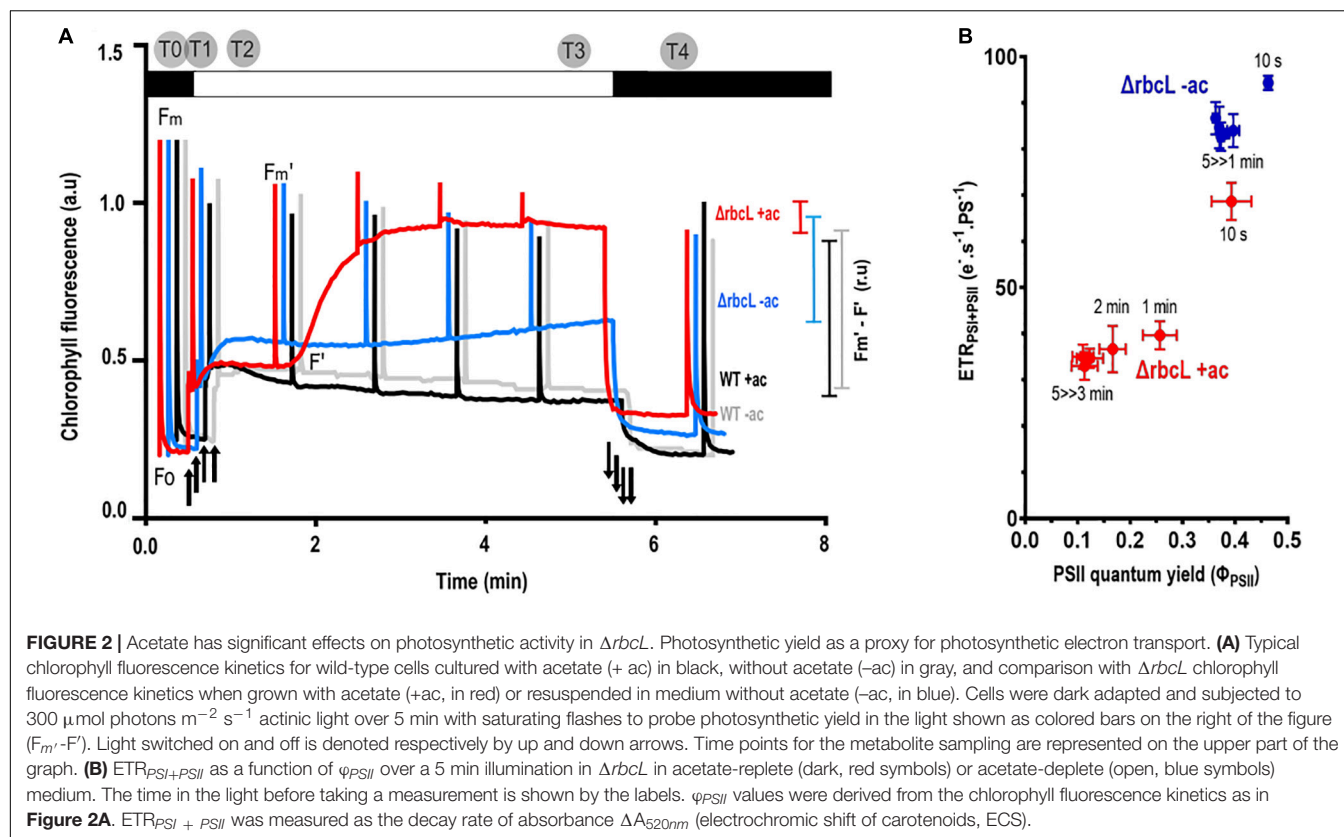 A
B
T0 T1 T2 T3 T4
1.5
1.0
0.5
0.0
Chlorophyll fluorescence (a.u)
Fm
Fm'
F'
Fo
ΔrbcL +ac
ΔrbcL -ac
WT +ac
WT -ac
Fm' - F' (r.u)
0.0 2 4 6 8
Time (min)
100
50
0
ETRPSI+PSII (e-.s-1.PS-1)
10 s
ΔrbcL -ac
5>>1 min
10 s
2 min 1 min
ΔrbcL +ac
5>>3 min
0.0 0.1 0.2 0.3 0.4 0.5
PSII quantum yield (ΦPSII)
FIGURE 2 | Acetate has significant effects on photosynthetic activity in ΔrbcL. Photosynthetic yield as a proxy for photosynthetic electron transport. (A) Typical
chlorophyll fluorescence kinetics for wild-type cells cultured with acetate (+ ac) in black, without acetate (–ac) in gray, and comparison with ΔrbcL chlorophyll
fluorescence kinetics when grown with acetate (+ac, in red) or resuspended in medium without acetate (–ac, in blue). Cells were dark adapted and subjected to
300 μmol photons m−2 s−1 actinic light over 5 min with saturating flashes to probe photosynthetic yield in the light shown as colored bars on the right of the figure
(Fm′-F′). Light switched on and off is denoted respectively by up and down arrows. Time points for the metabolite sampling are represented on the upper part of the
graph. (B) ETRPSI+PSII as a function of φPSII over a 5 min illumination in ΔrbcL in acetate-replete (dark, red symbols) or acetate-deplete (open, blue symbols)
medium. The time in the light before taking a measurement is shown by the labels. φPSII values were derived from the chlorophyll fluorescence kinetics as in
Figure 2A. ETRPSI + PSII was measured as the decay rate of absorbance ΔA520nm (electrochromic shift of carotenoids, ECS).